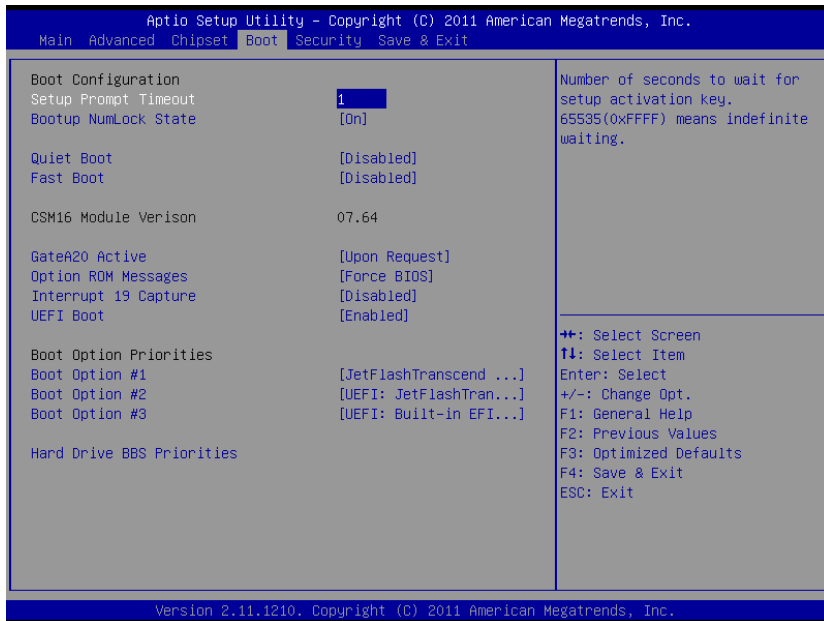 Aptio Setup Utility – Copyright (C) 2011 American Megatrends, Inc.
Main Advanced Chipset Boot Security Save & Exit
Boot Configuration
Setup Prompt Timeout 1
Bootup NumLock State [On]
Quiet Boot [Disabled]
Fast Boot [Disabled]
CSM16 Module Verison 07.64
GateA20 Active [Upon Request]
Option ROM Messages [Force BIOS]
Interrupt 19 Capture [Disabled]
UEFI Boot [Enabled]
Boot Option Priorities
Boot Option #1 [JetFlashTranscend ...]
Boot Option #2 [UEFI: JetFlashTran...]
Boot Option #3 [UEFI: Built-in EFI...]
Hard Drive BBS Priorities
Number of seconds to wait for
setup activation key.
65535(0xFFFF) means indefinite
waiting.
→←: Select Screen
↑↓: Select Item
Enter: Select
+/-: Change Opt.
F1: General Help
F2: Previous Values
F3: Optimized Defaults
F4: Save & Exit
ESC: Exit
Version 2.11.1210. Copyright (C) 2011 American Megatrends, Inc.